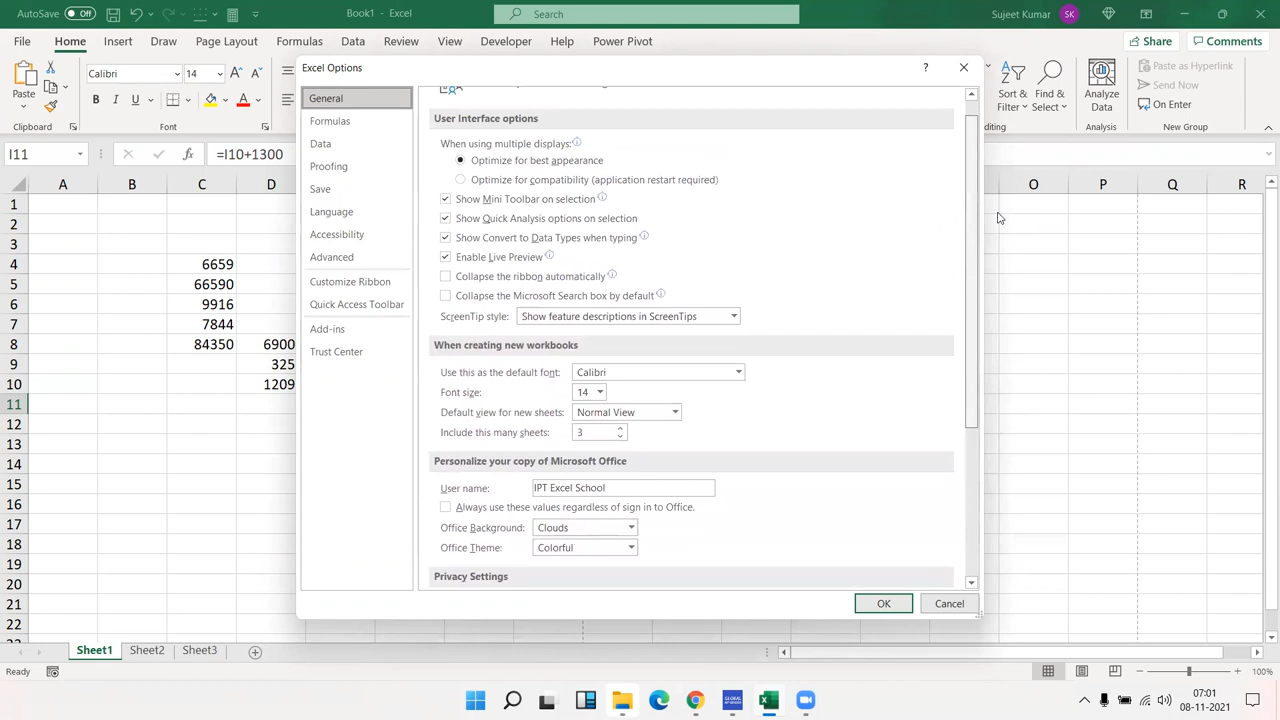 AutoSave Off Book1 - Excel Search Sujeet Kumar SK
File Home Insert Draw Page Layout Formulas Data Review View Developer Help Power Pivot Share Comments
Paste
Clipboard
Calibri 14
B I U
Font
Sort & Filter
Find & Select
Editing
Analyze Data
Analysis
Paste as Hyperlink
Send Now
On Enter
New Group
I11 =I10+1300
A B C D O P Q R
1
2
3
4 6659
5 66590
6 9916
7 7844
8 84350 6900
9 325
10 1209
11
12
13
14
15
16
17
18
19
20
21
22
Excel Options ?
General
Formulas
Data
Proofing
Save
Language
Accessibility
Advanced
Customize Ribbon
Quick Access Toolbar
Add-ins
Trust Center
User Interface options
When using multiple displays:
Optimize for best appearance
Optimize for compatibility (application restart required)
Show Mini Toolbar on selection
Show Quick Analysis options on selection
Show Convert to Data Types when typing
Enable Live Preview
Collapse the ribbon automatically
Collapse the Microsoft Search box by default
ScreenTip style: Show feature descriptions in ScreenTips
When creating new workbooks
Use this as the default font: Calibri
Font size: 14
Default view for new sheets: Normal View
Include this many sheets: 3
Personalize your copy of Microsoft Office
User name: IPT Excel School
Always use these values regardless of sign in to Office.
Office Background: Clouds
Office Theme: Colorful
Privacy Settings
OK Cancel
Sheet1 Sheet2 Sheet3
Ready 100%
07:01
08-11-2021